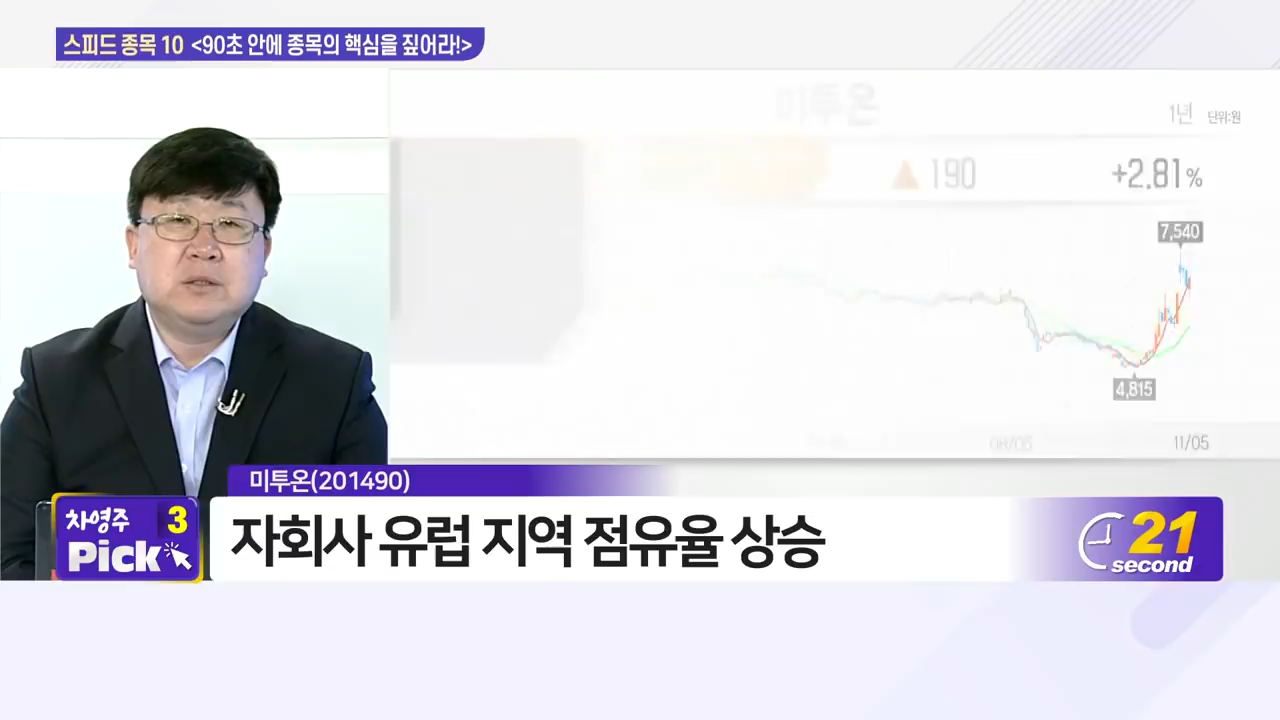 스피드 종목 10 <90초 안에 종목의 핵심을 짚어라!>
미투온
1년 단위:원
▲ 190 +2.81%
7,540
4,815
08/05 11/05
미투온(201490)
차영주 3
Pick
자회사 유럽 지역 점유율 상승
21
second